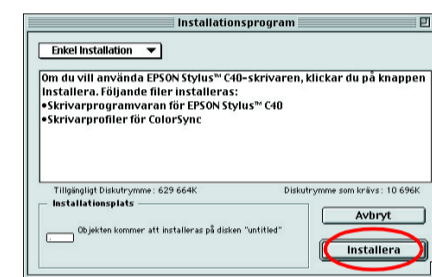 Installationsprogram
Enkel Installation
Om du vill använda EPSON Stylus™ C40-skrivaren, klickar du på knappen
Installera. Följande filer installeras:
•Skrivarprogramvaran för EPSON Stylus™ C40
•Skrivarprofiler för ColorSync
Tillgängligt Diskutrymme: 629 664K Diskutrymme som krävs: 10 696K
Installationsplats
Objekten kommer att installeras på disken "untitled"
Avbryt
Installera